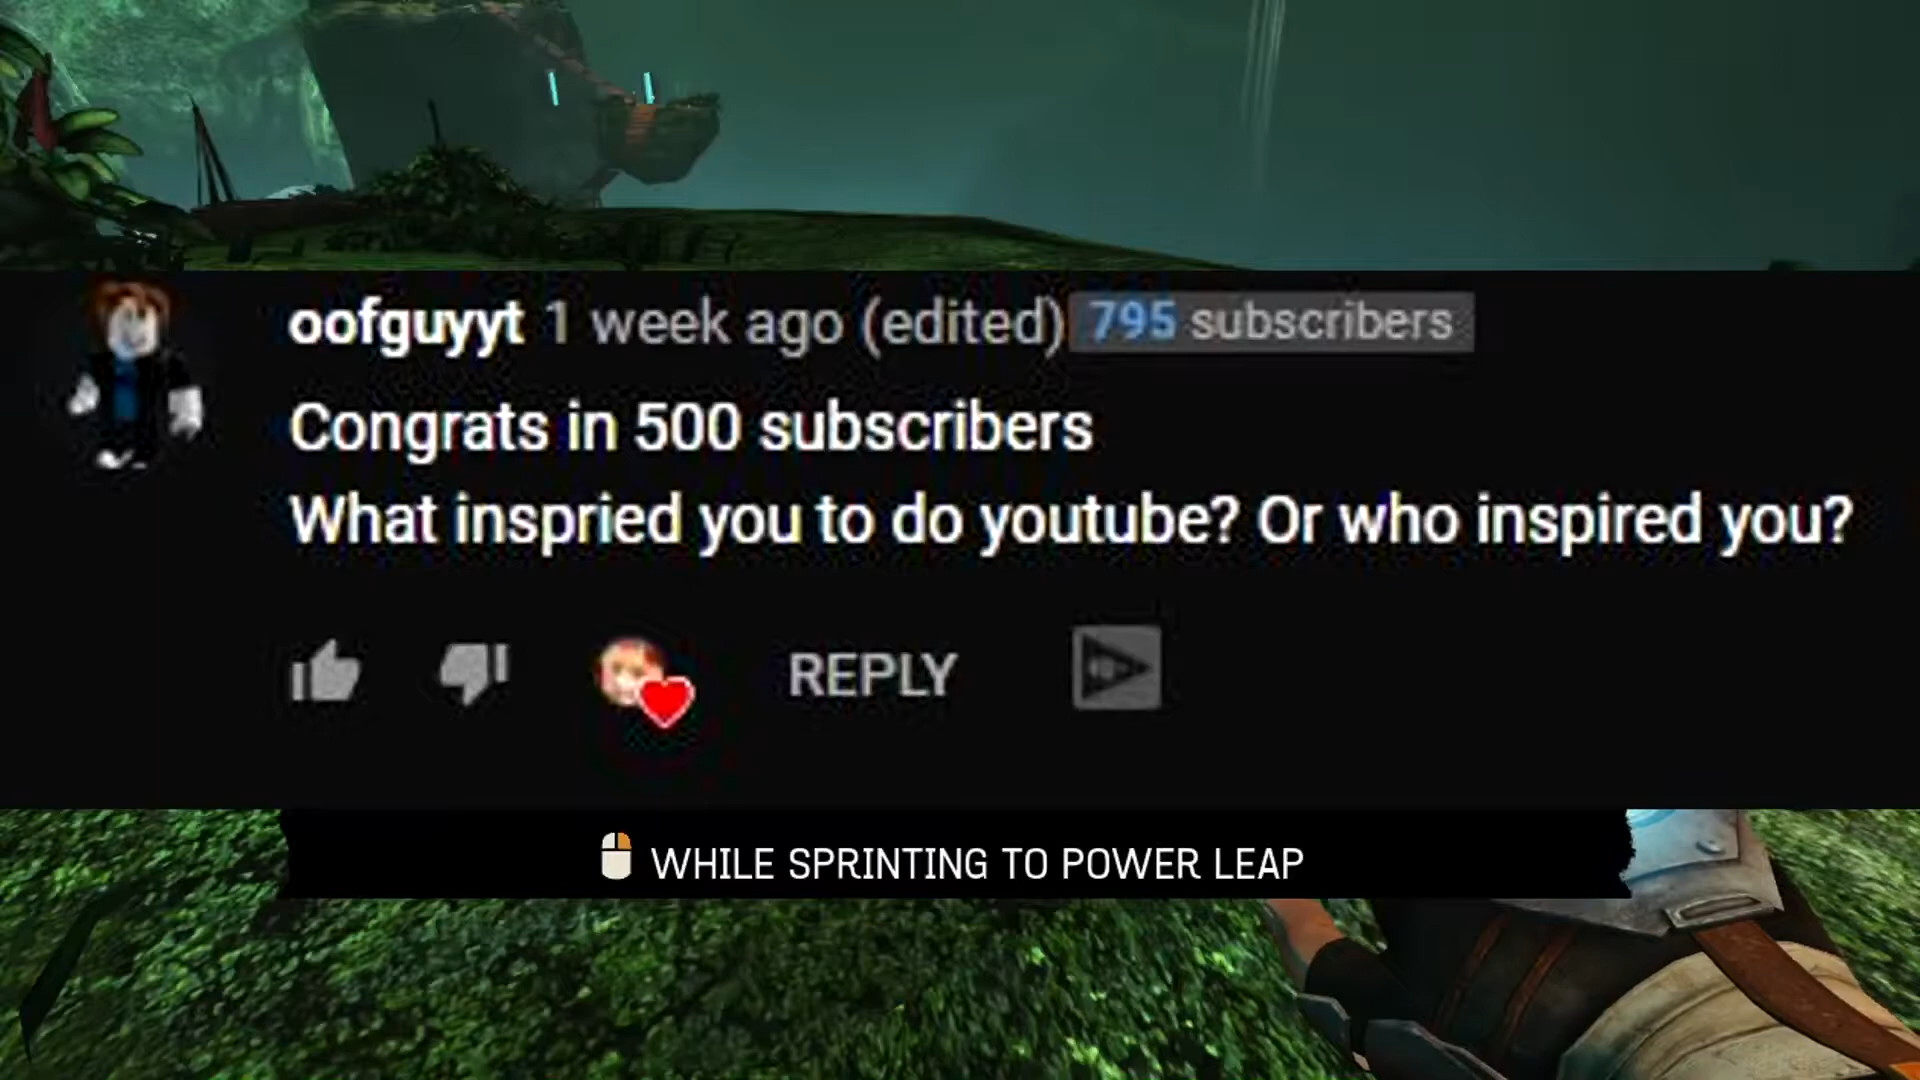 oofguyyt 1 week ago (edited) 795 subscribers
Congrats in 500 subscribers
What inspried you to do youtube? Or who inspired you?
REPLY
WHILE SPRINTING TO POWER LEAP